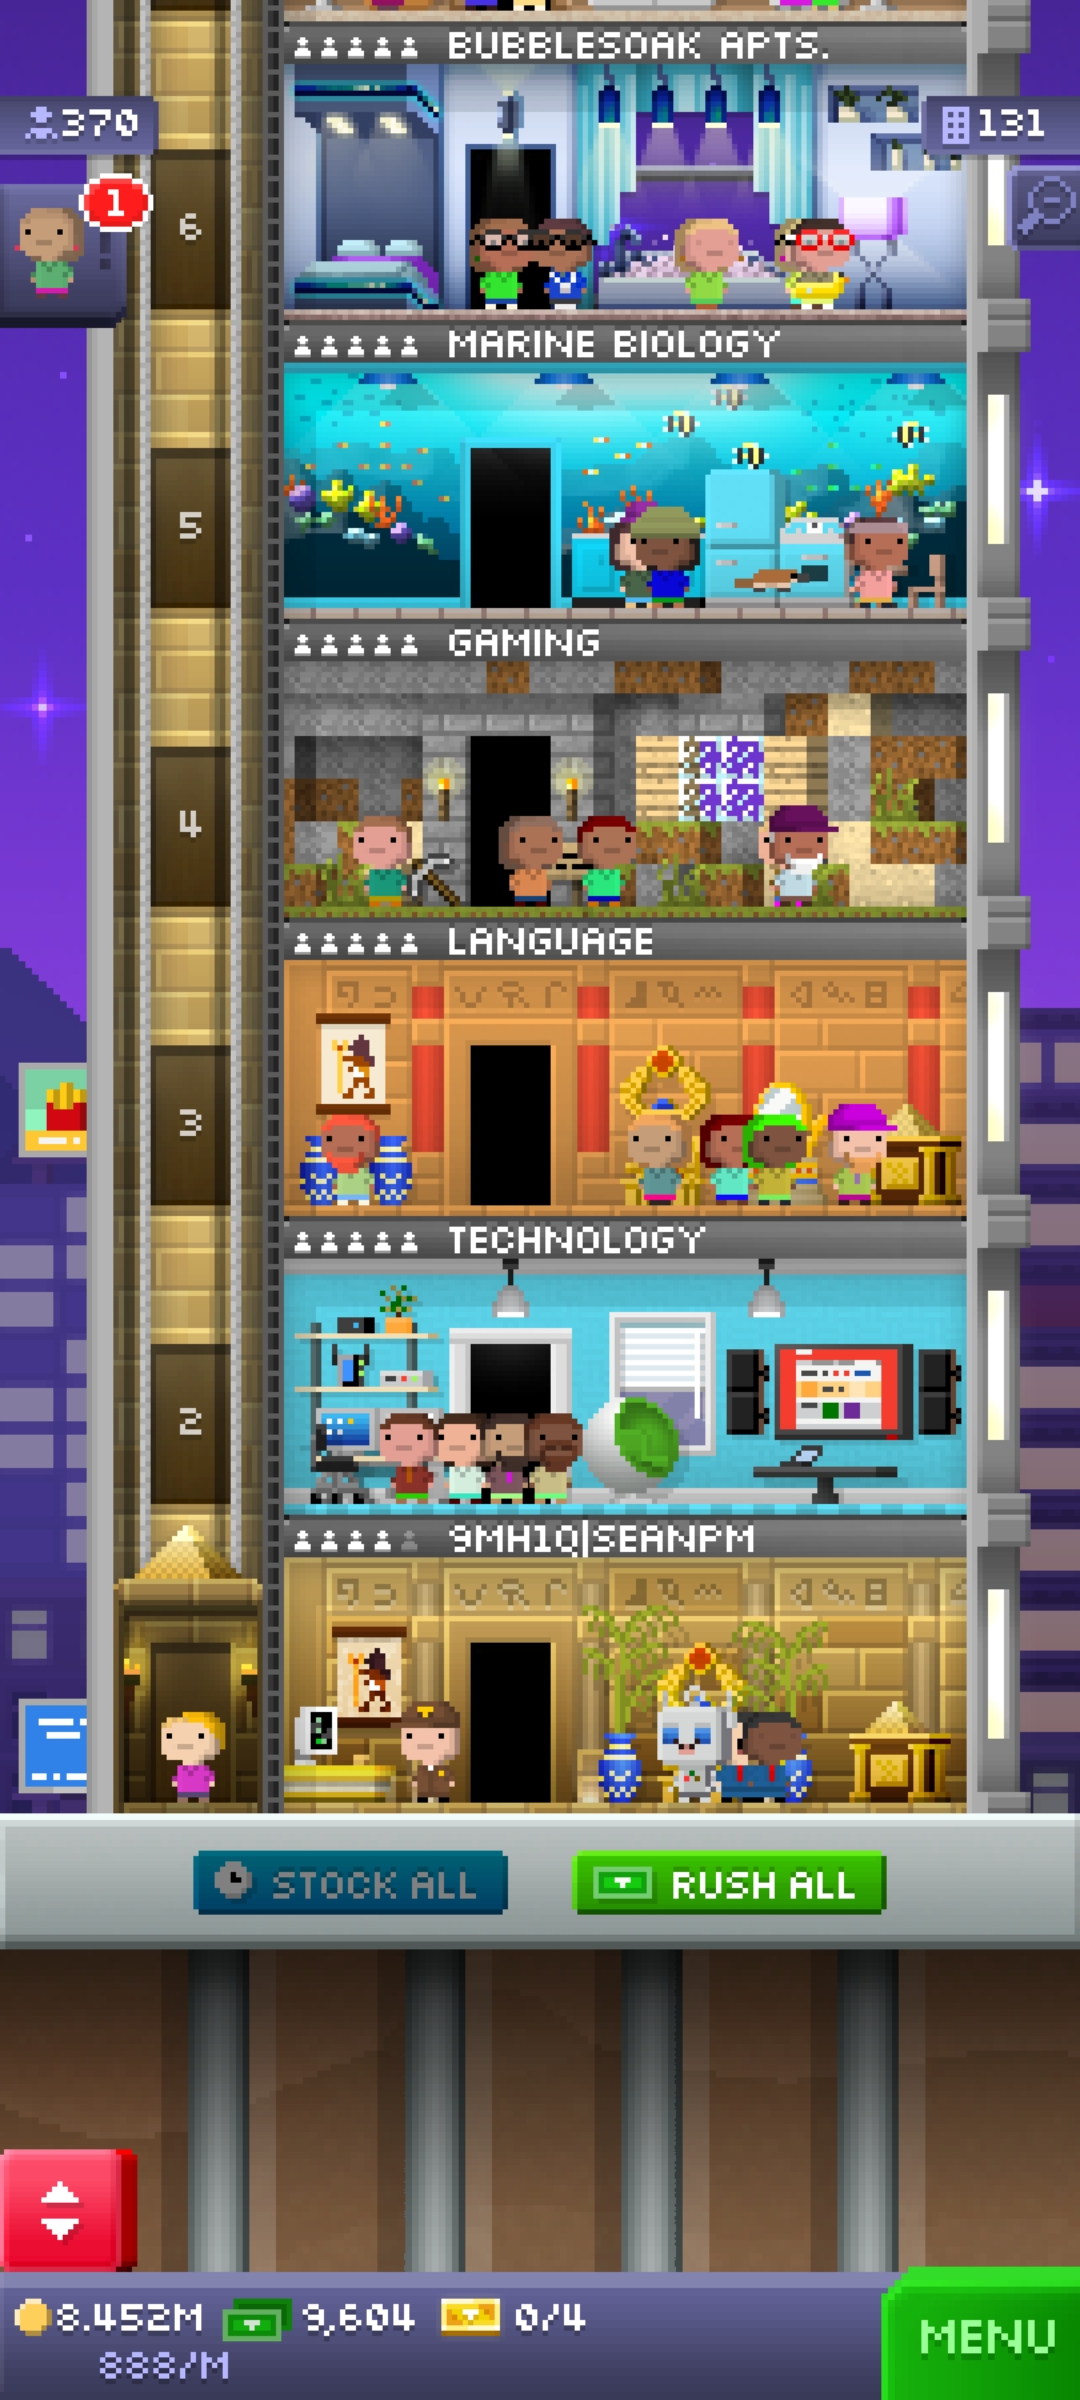 BUBBLESOAK APTS.
370
131
1
6
MARINE BIOLOGY
5
GAMING
4
LANGUAGE
3
TECHNOLOGY
2
9MH1Q|SEANPM
STOCK ALL
RUSH ALL
8.452M
9,604
0/4
888/M
MENU